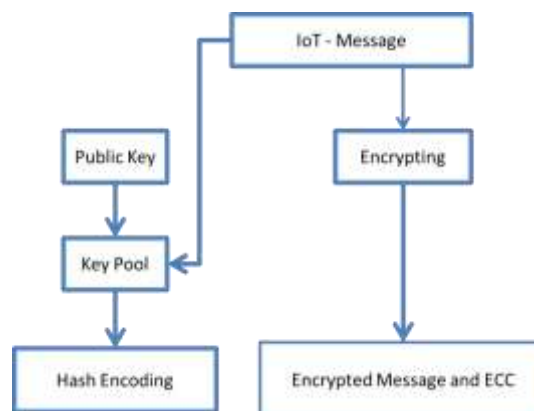 IoT - Message
Public Key
Encrypting
Key Pool
Hash Encoding
Encrypted Message and ECC